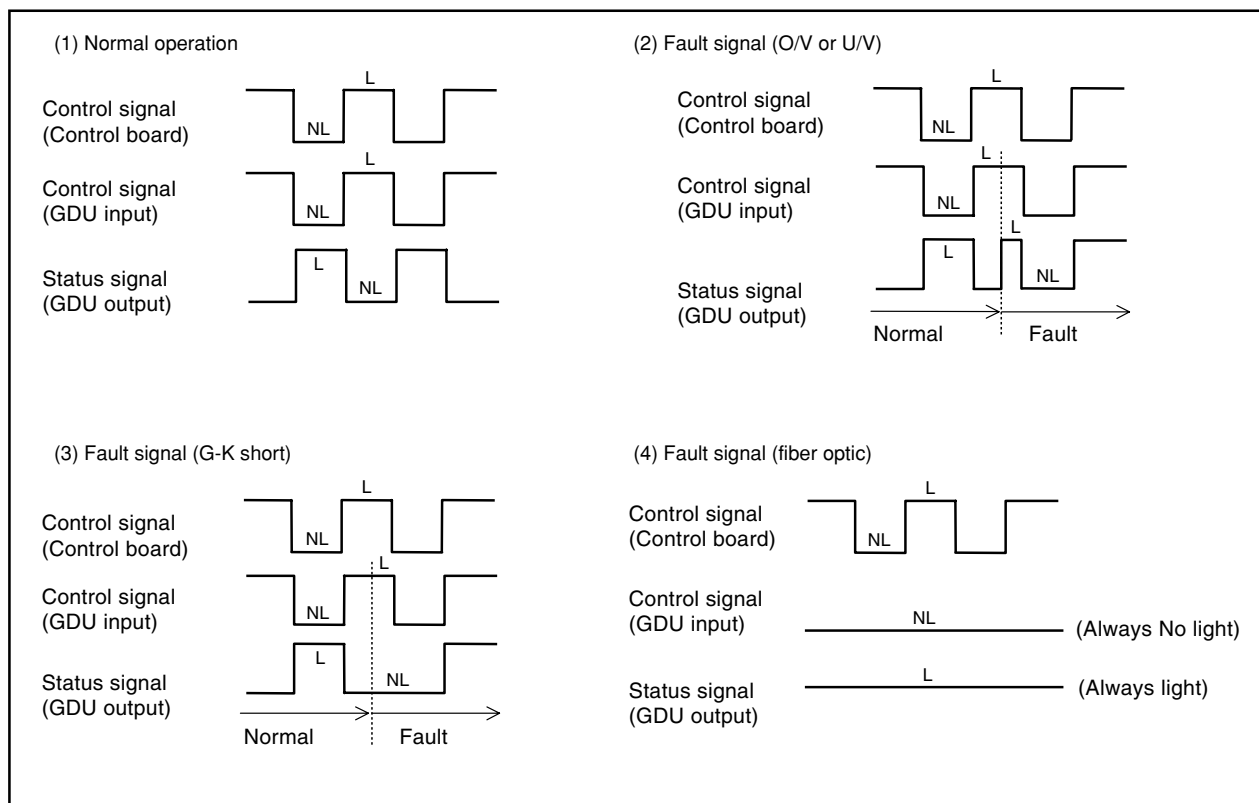 (1) Normal operation
L
Control signal
(Control board)
NL
L
Control signal
(GDU input)
NL
Status signal
(GDU output)
L
NL
(2) Fault signal (O/V or U/V)
L
Control signal
(Control board)
NL
L
Control signal
(GDU input)
NL
L
Status signal
(GDU output)
L
NL
Normal
Fault
(3) Fault signal (G-K short)
L
Control signal
(Control board)
NL
L
Control signal
(GDU input)
NL
Status signal
(GDU output)
L
NL
Normal
Fault
(4) Fault signal (fiber optic)
L
Control signal
(Control board)
NL
Control signal
(GDU input)
NL
(Always No light)
Status signal
(GDU output)
L
(Always light)